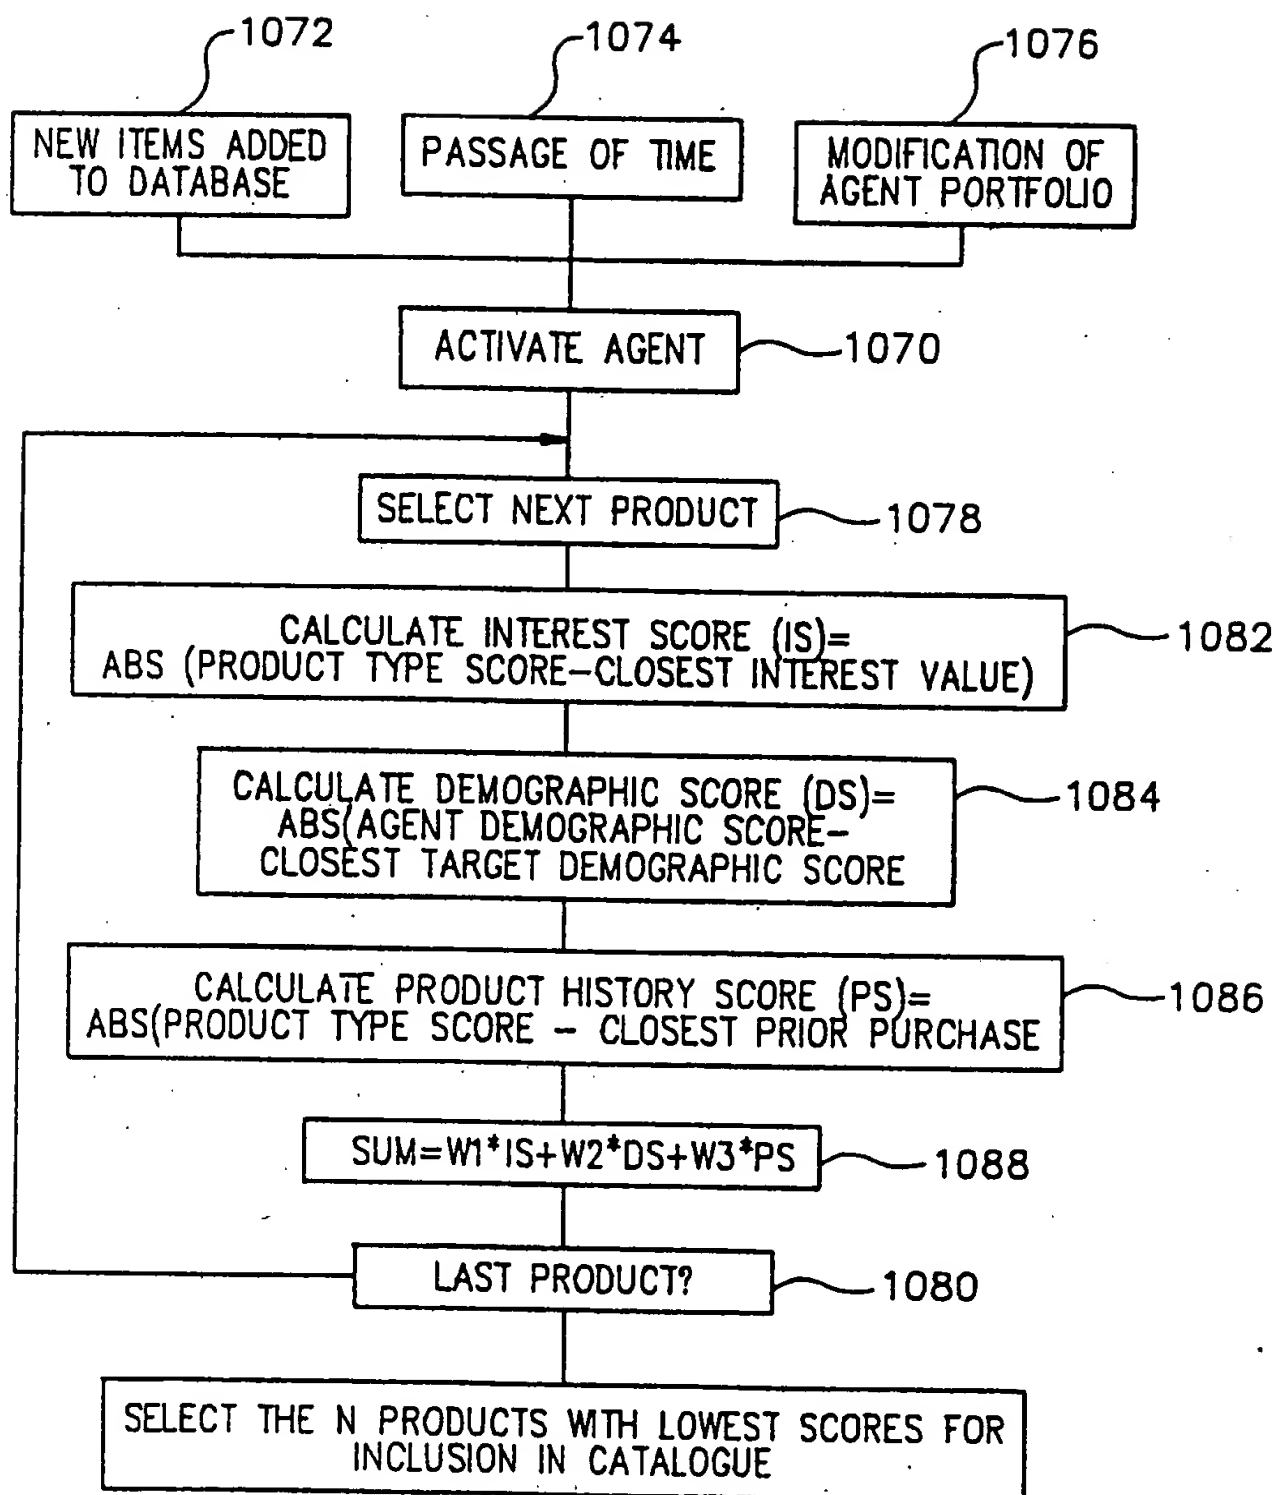 1072
1074
1076
NEW ITEMS ADDED
TO DATABASE
PASSAGE OF TIME
MODIFICATION OF
AGENT PORTFOLIO
ACTIVATE AGENT
1070
SELECT NEXT PRODUCT
1078
CALCULATE INTEREST SCORE (IS)=
ABS (PRODUCT TYPE SCORE-CLOSEST INTEREST VALUE)
1082
CALCULATE DEMOGRAPHIC SCORE (DS)=
ABS(AGENT DEMOGRAPHIC SCORE-
CLOSEST TARGET DEMOGRAPHIC SCORE
1084
CALCULATE PRODUCT HISTORY SCORE (PS)=
ABS(PRODUCT TYPE SCORE - CLOSEST PRIOR PURCHASE
1086
SUM=W1*IS+W2*DS+W3*PS
1088
LAST PRODUCT?
1080
SELECT THE N PRODUCTS WITH LOWEST SCORES FOR
INCLUSION IN CATALOGUE